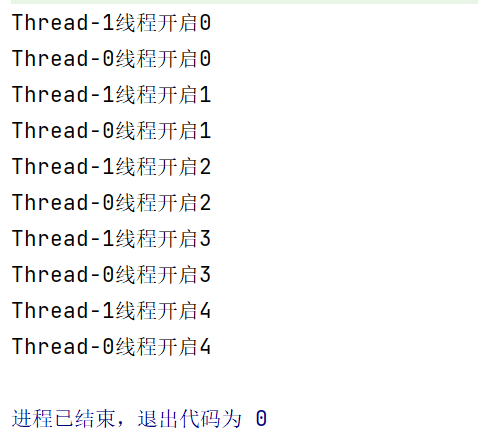 Thread-1线程开启0
Thread-0线程开启0
Thread-1线程开启1
Thread-0线程开启1
Thread-1线程开启2
Thread-0线程开启2
Thread-1线程开启3
Thread-0线程开启3
Thread-1线程开启4
Thread-0线程开启4
进程已结束，退出代码为 0